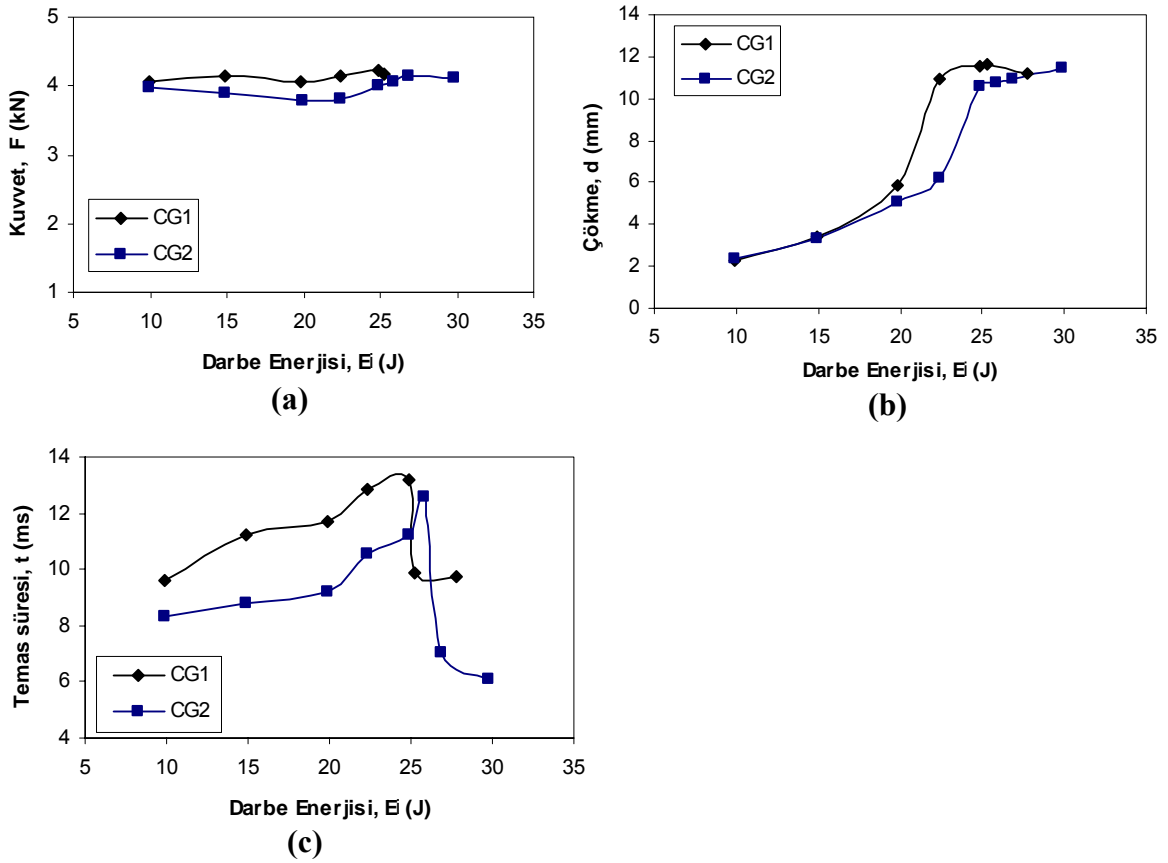 5
4
3
2
1
Kuvvet, F (kN)
CG1
CG2
5 10 15 20 25 30 35
Darbe Enerjisi, Ei (J)
(a)
14
12
10
8
6
4
2
0
Çökme, d (mm)
CG1
CG2
5 10 15 20 25 30 35
Darbe Enerjisi, Ei (J)
(b)
14
12
10
8
6
4
Temas süresi, t (ms)
CG1
CG2
5 10 15 20 25 30 35
Darbe Enerjisi, Ei (J)
(c)